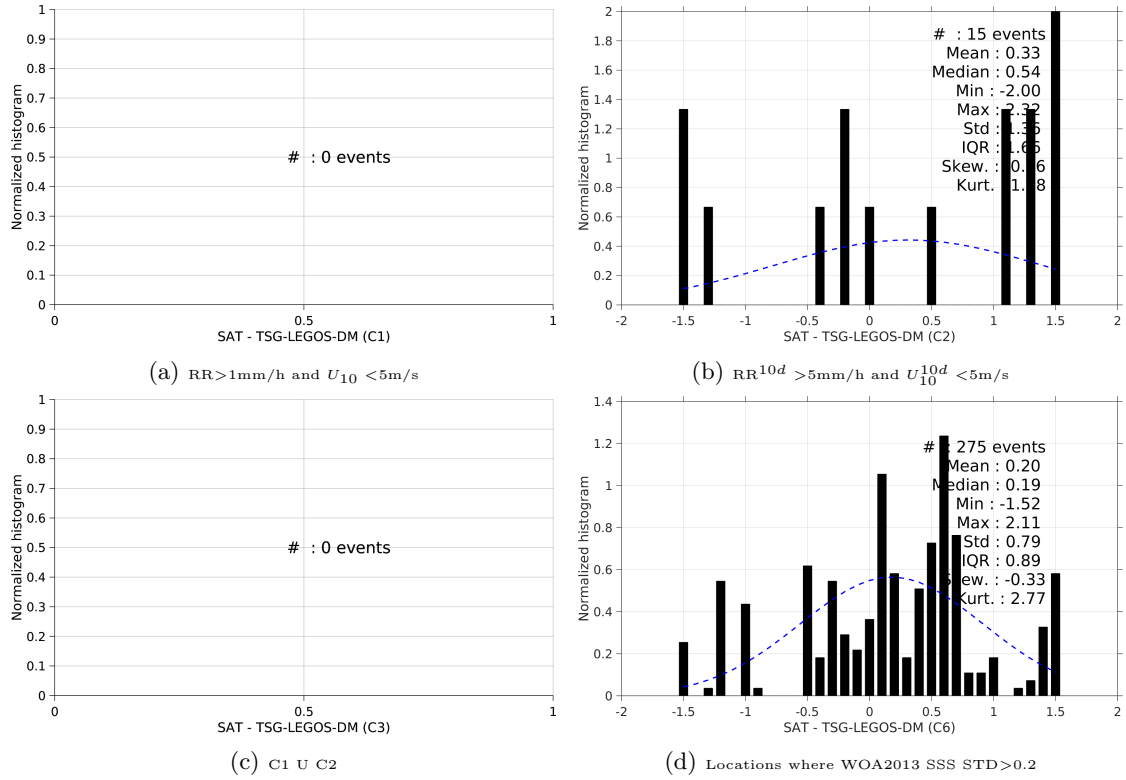 1
0.9
0.8
0.7
0.6
0.5
0.4
0.3
0.2
0.1
0
Normalized histogram
# : 0 events
0 0.5 1
SAT - TSG-LEGOS-DM (C1)
(a) RR>1mm/h and U10 <5m/s
2
1.8
1.6
1.4
1.2
1
0.8
0.6
0.4
0.2
0
Normalized histogram
# : 15 events
Mean : 0.33
Median : 0.54
Min : -2.00
Max : 2.32
Std :
IQR :
Skew. :
Kurt.
-2 -1.5 -1 -0.5 0 0.5 1 1.5 2
SAT - TSG-LEGOS-DM (C2)
(b) RR10d >5mm/h and U10d10 <5m/s
1
0.9
0.8
0.7
0.6
0.5
0.4
0.3
0.2
0.1
0
Normalized histogram
# : 0 events
0 0.5 1
SAT - TSG-LEGOS-DM (C3)
(c) C1 U C2
1.4
1.2
1
0.8
0.6
0.4
0.2
0
Normalized histogram
# : 275 events
Mean : 0.20
Median : 0.19
Min : -1.52
Max : 2.11
Std : 0.79
IQR : 0.89
Skew. : -0.33
Kurt. : 2.77
-2 -1.5 -1 -0.5 0 0.5 1 1.5 2
SAT - TSG-LEGOS-DM (C6)
(d) Locations where WOA2013 SSS STD>0.2